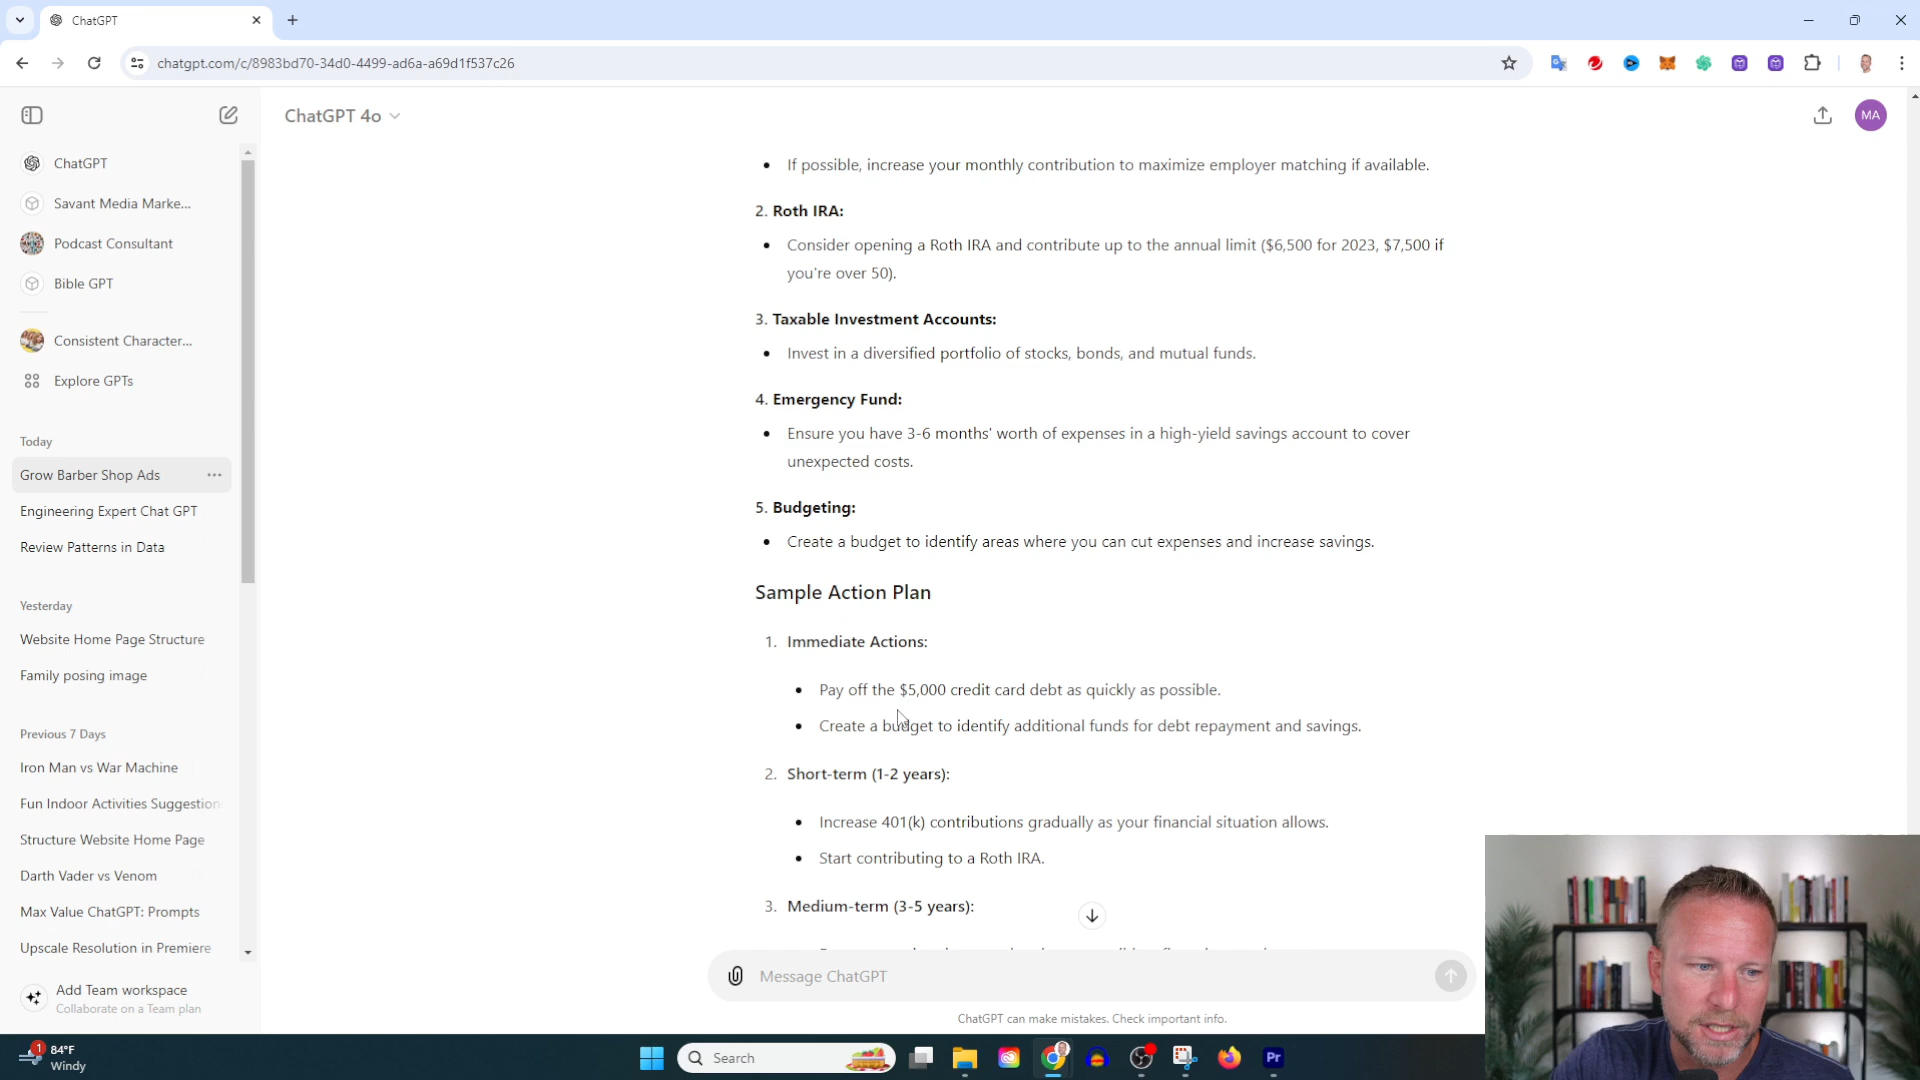 ChatGPT
chatgpt.com/c/8983bd70-34d0-4499-ad6a-a69d1f537c26
ChatGPT 4o
MA
ChatGPT
Savant Media Marke...
Podcast Consultant
Bible GPT
Consistent Character...
Explore GPTs
Today
Grow Barber Shop Ads
Engineering Expert Chat GPT
Review Patterns in Data
Yesterday
Website Home Page Structure
Family posing image
Previous 7 Days
Iron Man vs War Machine
Fun Indoor Activities Suggestion
Structure Website Home Page
Darth Vader vs Venom
Max Value ChatGPT: Prompts
Upscale Resolution in Premiere
Add Team workspace
Collaborate on a Team plan
• If possible, increase your monthly contribution to maximize employer matching if available.
2. Roth IRA:
• Consider opening a Roth IRA and contribute up to the annual limit ($6,500 for 2023, $7,500 if
you're over 50).
3. Taxable Investment Accounts:
• Invest in a diversified portfolio of stocks, bonds, and mutual funds.
4. Emergency Fund:
• Ensure you have 3-6 months' worth of expenses in a high-yield savings account to cover
unexpected costs.
5. Budgeting:
• Create a budget to identify areas where you can cut expenses and increase savings.
Sample Action Plan
1. Immediate Actions:
• Pay off the $5,000 credit card debt as quickly as possible.
• Create a budget to identify additional funds for debt repayment and savings.
2. Short-term (1-2 years):
• Increase 401(k) contributions gradually as your financial situation allows.
• Start contributing to a Roth IRA.
3. Medium-term (3-5 years):
Message ChatGPT
ChatGPT can make mistakes. Check important info.
1
84°F
Windy
Search
Pr